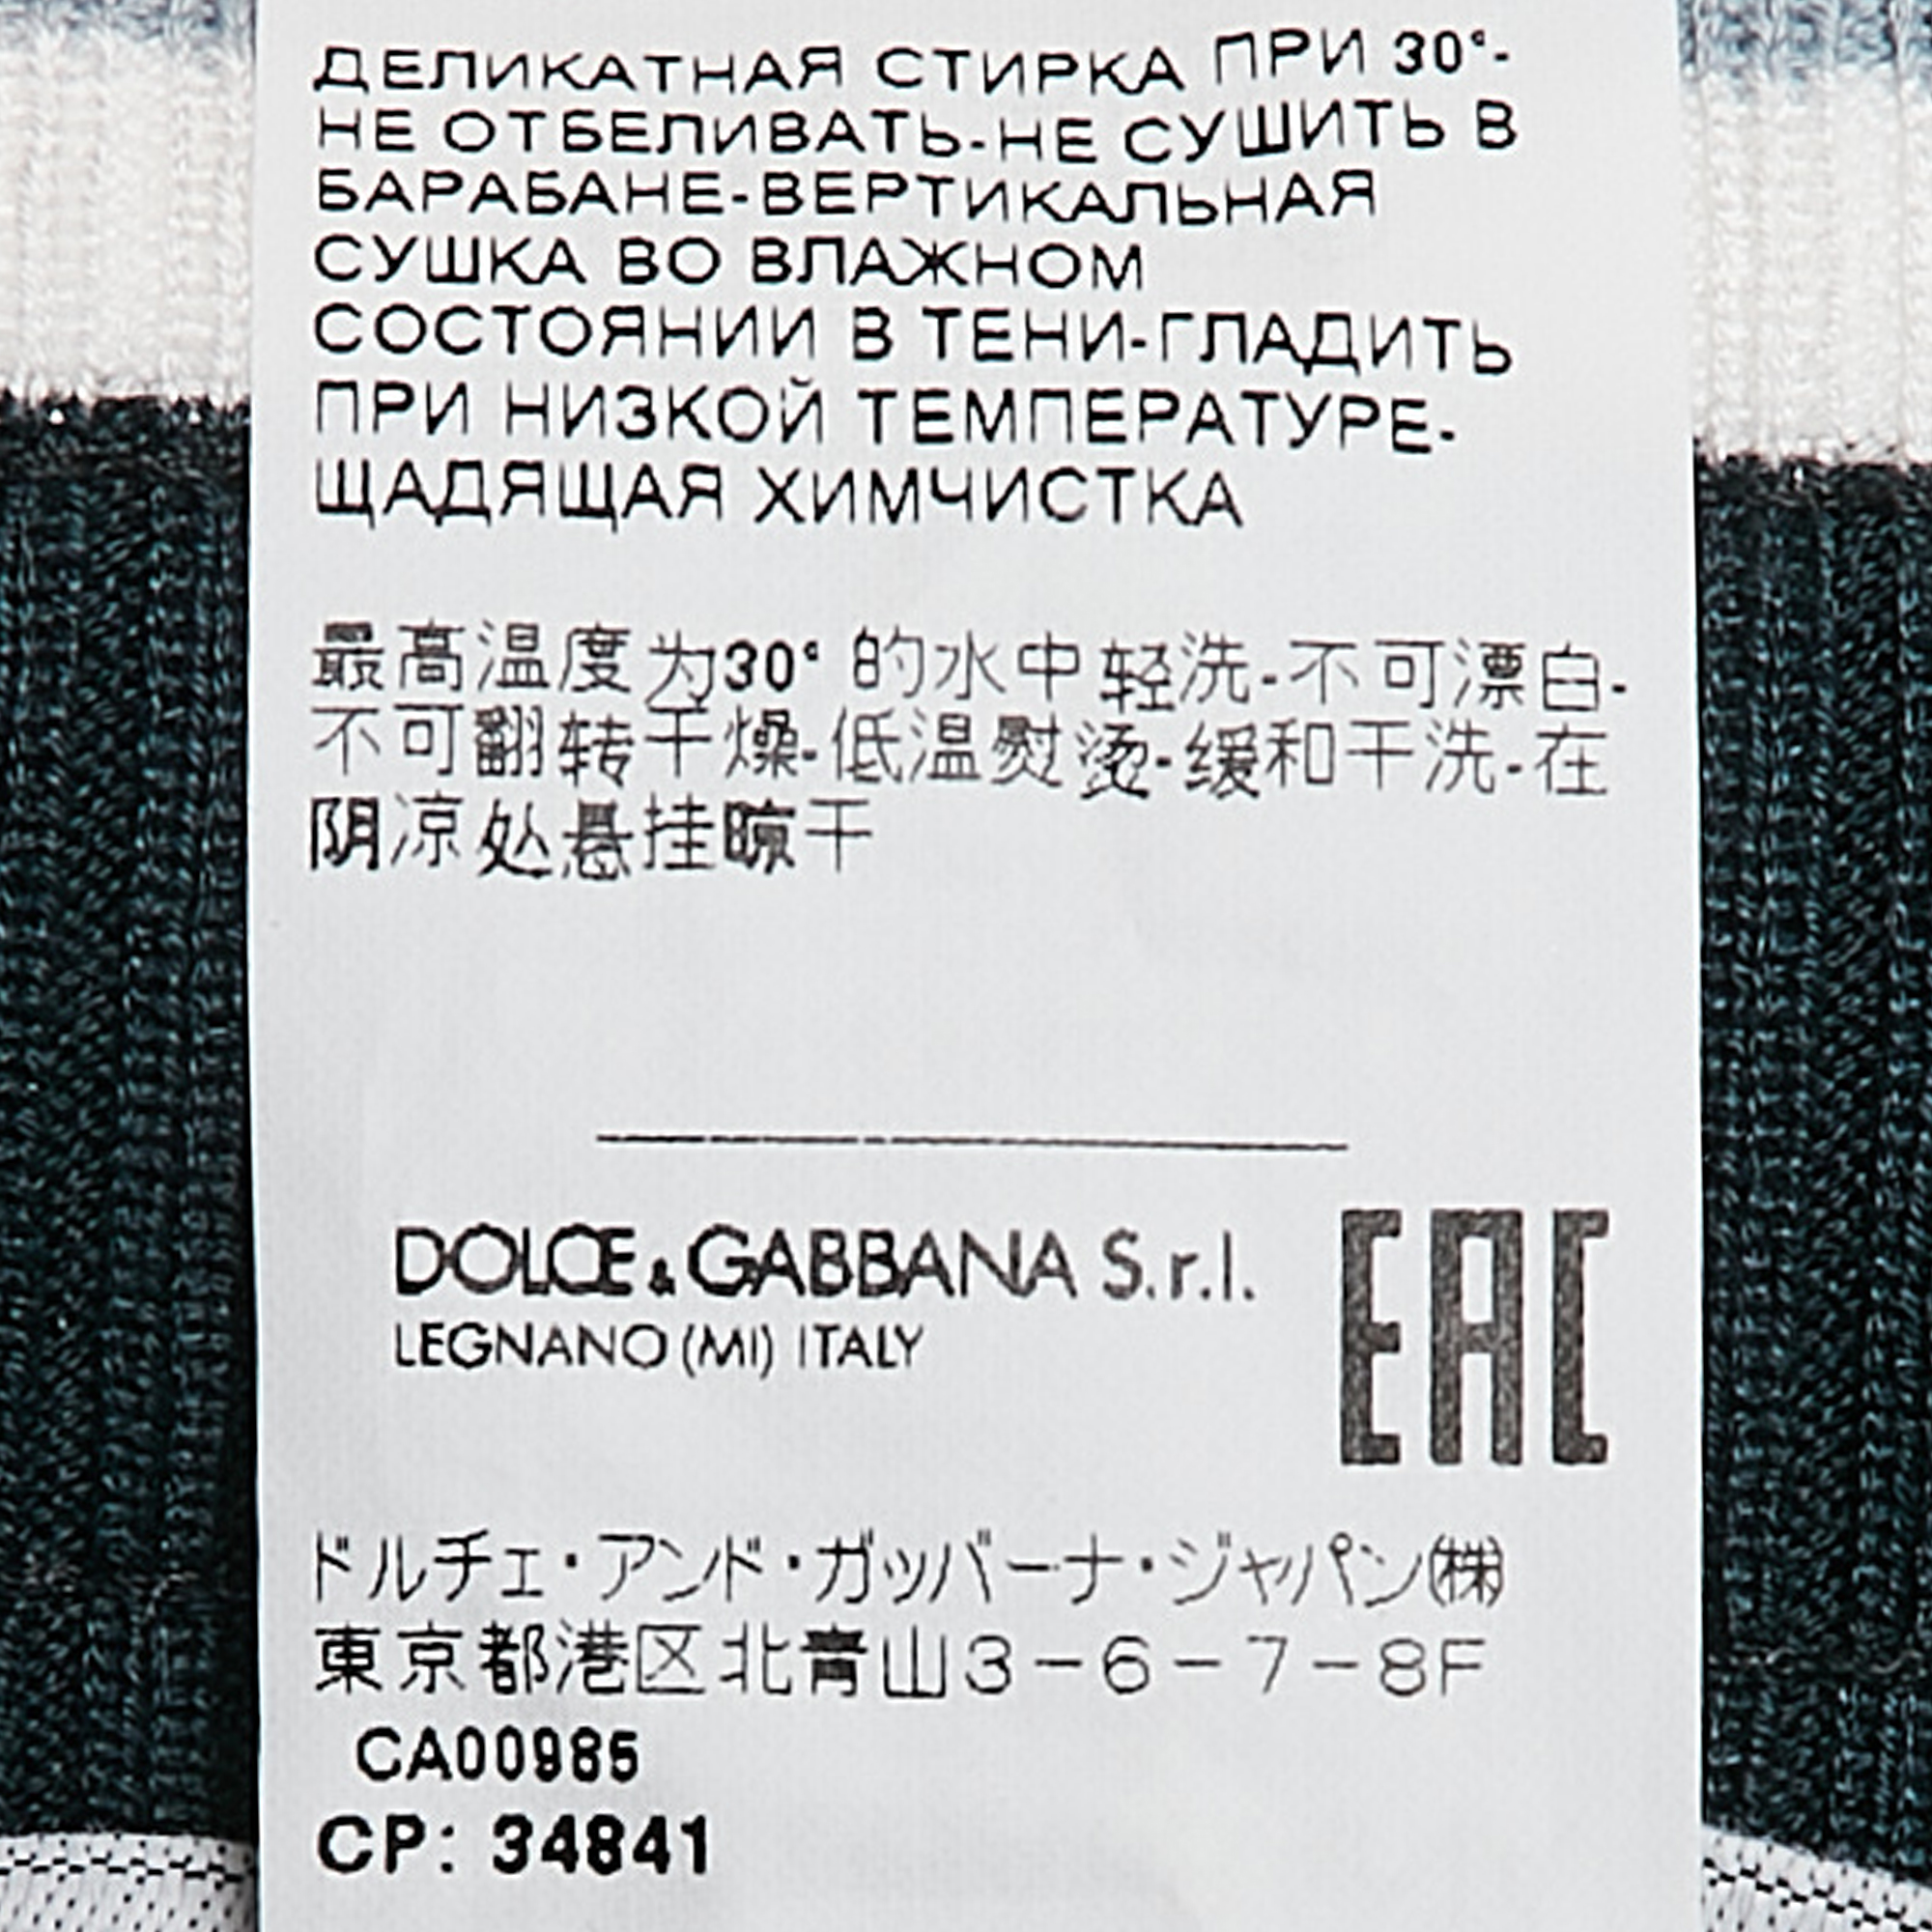 ДЕЛИКАТНАЯ СТИРКА ПРИ 30°-
НЕ ОТБЕЛИВАТЬ-НЕ СУШИТЬ В
БАРАБАНЕ-ВЕРТИКАЛЬНАЯ
СУШКА ВО ВЛАЖНОМ
СОСТОЯНИИ В ТЕНИ-ГЛАДИТЬ
ПРИ НИЗКОЙ ТЕМПЕРАТУРЕ-
ЩАДЯЩАЯ ХИМЧИСТКА
最高温度为30° 的水中轻洗-不可漂白-
不可翻转干燥-低温熨烫-缓和干洗-在
阴凉处悬挂晾干
DOLCE & GABBANA S.r.l.
LEGNANO (MI) ITALY
EAC
ドルチェ・アンド・ガッバーナ・ジャパン㈱
東京都港区北青山3-6-7-8F
CA00985
CP: 34841